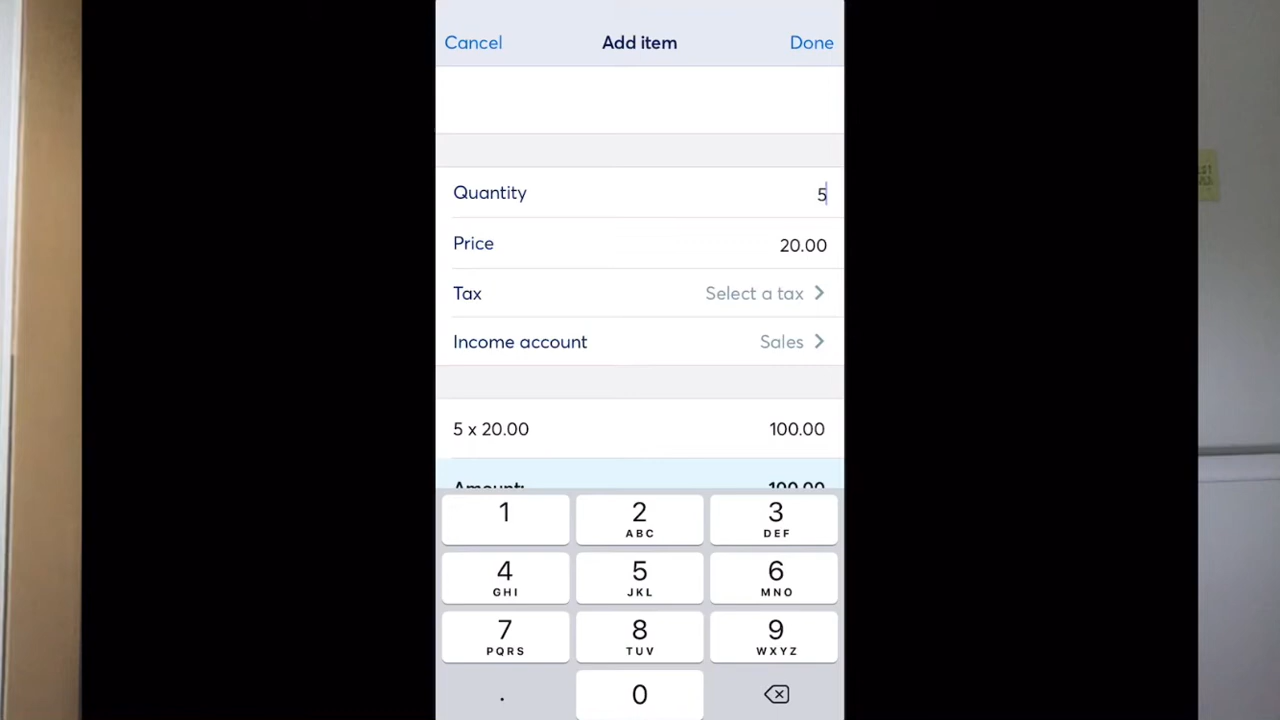 Cancel Add item Done
Quantity 5
Price 20.00
Tax Select a tax
Income account Sales
5 x 20.00 100.00
Amount: 100.00
1 2 3
ABC DEF
4 5 6
GHI JKL MNO
7 8 9
PQRS TUV WXYZ
. 0